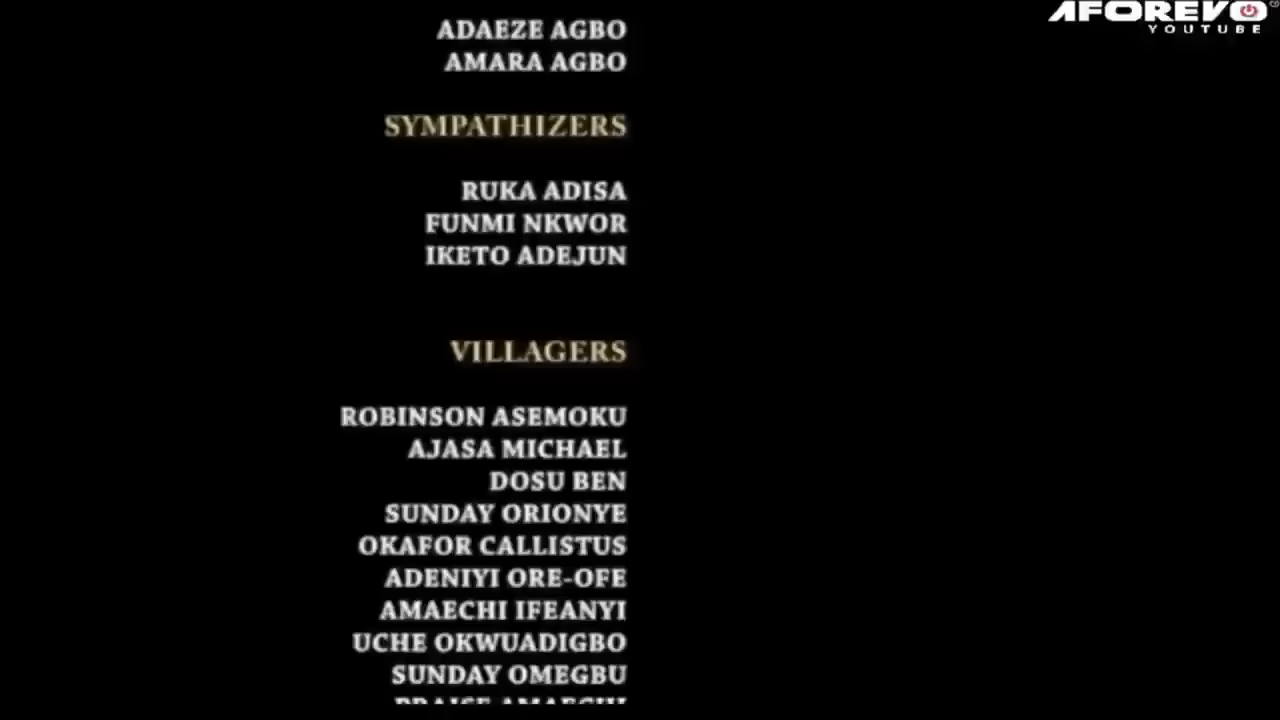 AFOREVO
YOUTUBE
ADAEZE AGBO
AMARA AGBO
SYMPATHIZERS
RUKA ADISA
FUNMI NKWOR
IKETO ADEJUN
VILLAGERS
ROBINSON ASEMOKU
AJASA MICHAEL
DOSU BEN
SUNDAY ORIONYE
OKAFOR CALLISTUS
ADENIYI ORE-OFE
AMAECHI IFEANYI
UCHE OKWUADIGBO
SUNDAY OMEGBU